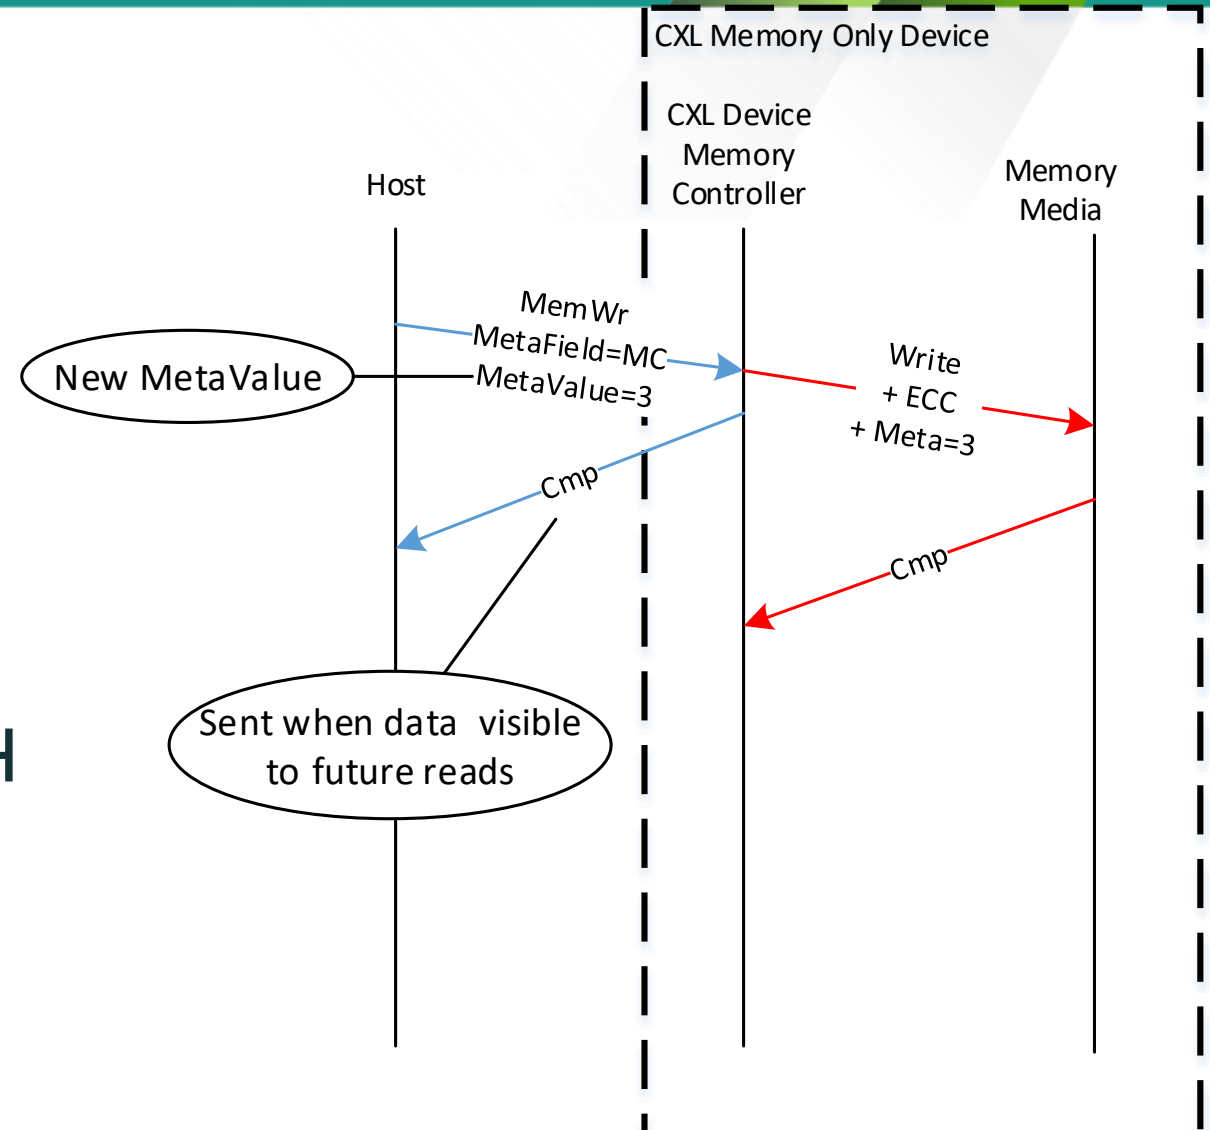 CXL Memory Only Device
CXL Device
Memory
Controller
Memory
Media
Host
MemWr
MetaField=MC
MetaValue=3
New MetaValue
Write
+ ECC
+ Meta=3
Cmp
Cmp
Sent when data visible
to future reads
H